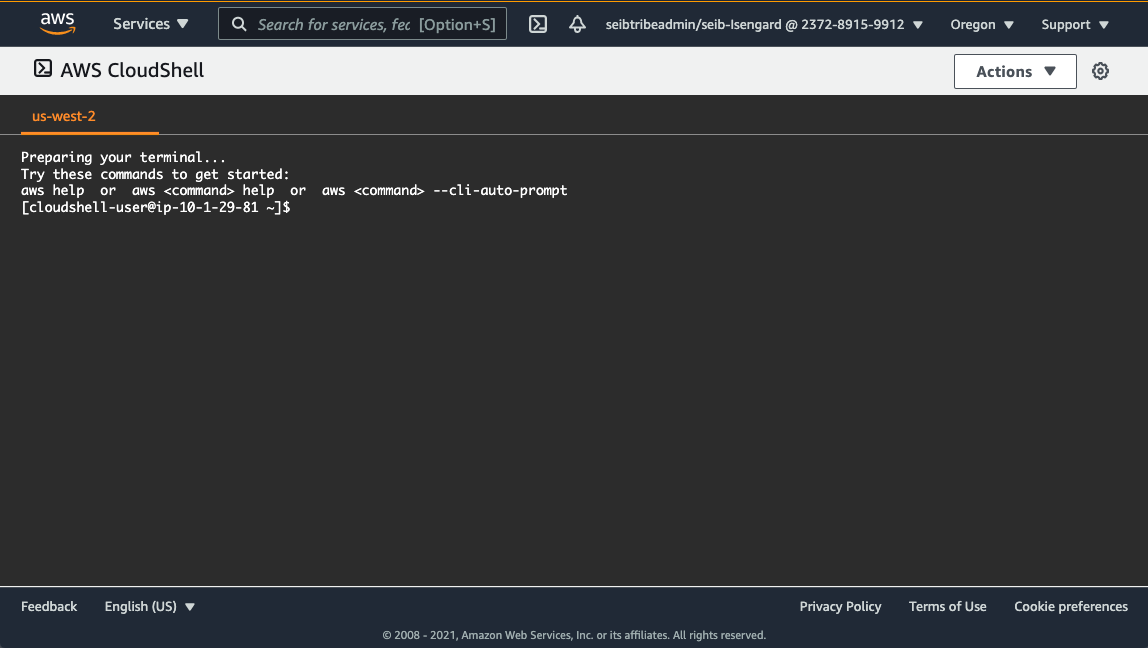 aws
Services
Search for services, fec [Option+S]
seibtribeadmin/seib-Isengard @ 2372-8915-9912
Oregon
Support
AWS CloudShell
Actions
us-west-2
Preparing your terminal...
Try these commands to get started:
aws help  or  aws <command> help  or  aws <command> --cli-auto-prompt
[cloudshell-user@ip-10-1-29-81 ~]$
Feedback
English (US)
Privacy Policy
Terms of Use
Cookie preferences
© 2008 - 2021, Amazon Web Services, Inc. or its affiliates. All rights reserved.